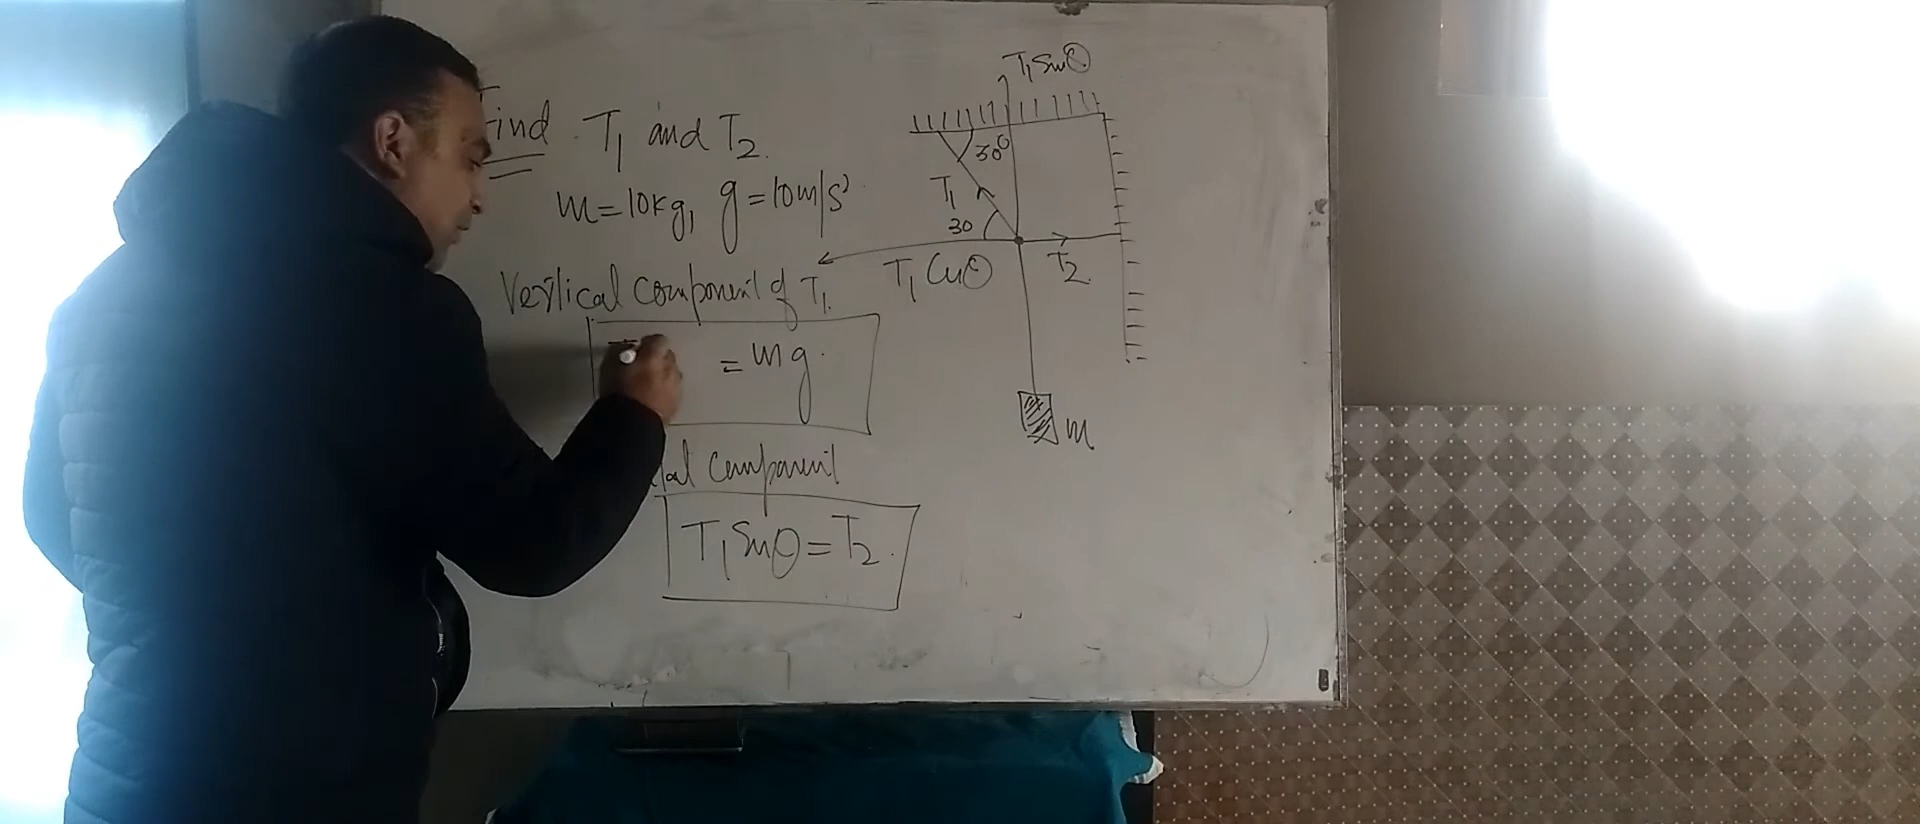 Find T₁ and T₂.
m=10kg, g=10m/s²
Vertical component of T₁.
= mg.
component
T₁ Sinθ = T₂.
T₁ Sinθ
30°
T₁
30
T₁ Cosθ
T₂
m